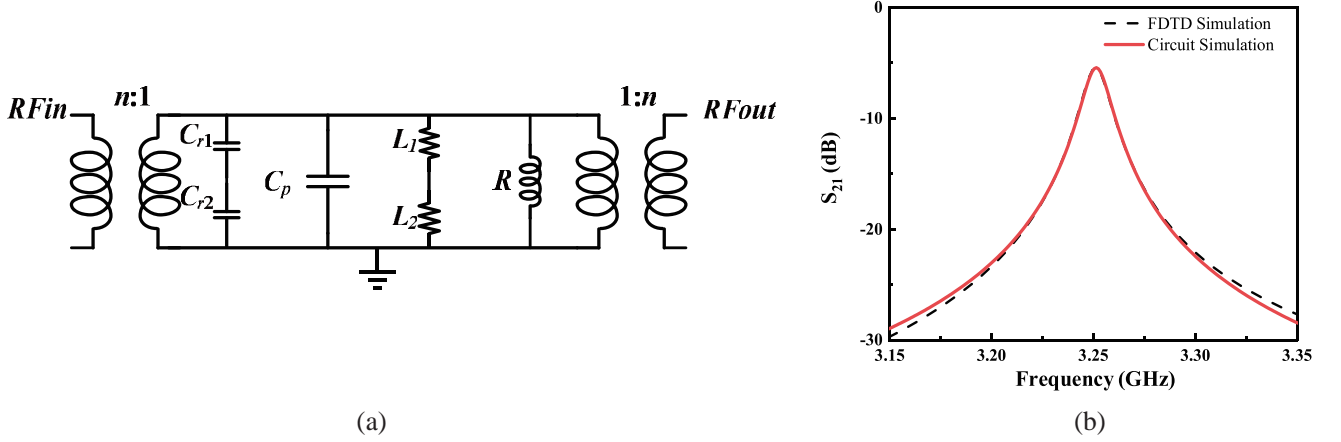 RFin
n:1
1:n
RFout
Cr1
Cr2
Cp
L1
L2
R
(a)
0
-10
-20
-30
S21 (dB)
FDTD Simulation
Circuit Simulation
3.15
3.20
3.25
3.30
3.35
Frequency (GHz)
(b)